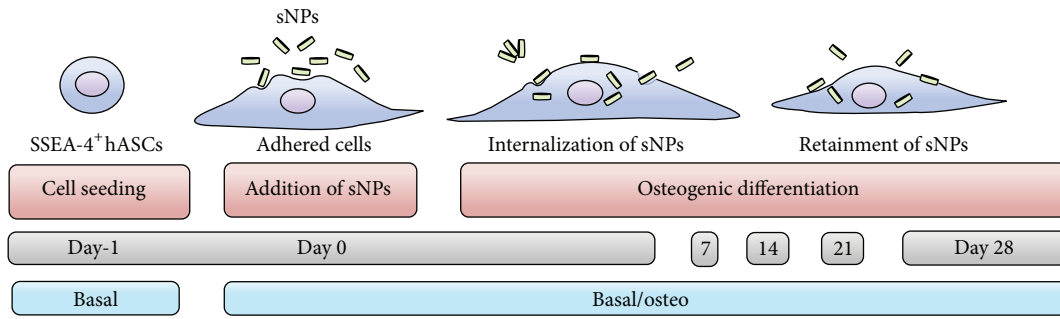 sNPs
SSEA-4⁺hASCs
Adhered cells
Internalization of sNPs
Retainment of sNPs
Cell seeding
Addition of sNPs
Osteogenic differentiation
Day-1
Day 0
7
14
21
Day 28
Basal
Basal/osteo